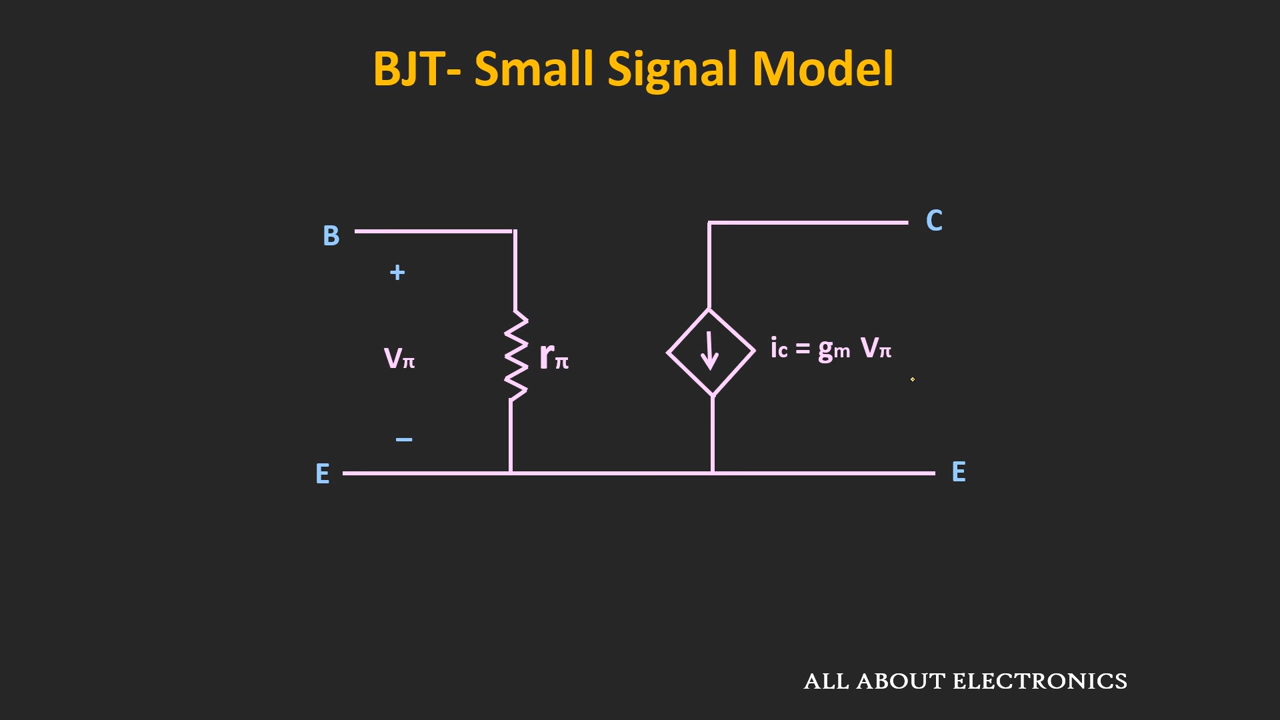 BJT- Small Signal Model
B
C
+
Vπ
rπ
ic = gm Vπ
–
E
E
ALL ABOUT ELECTRONICS